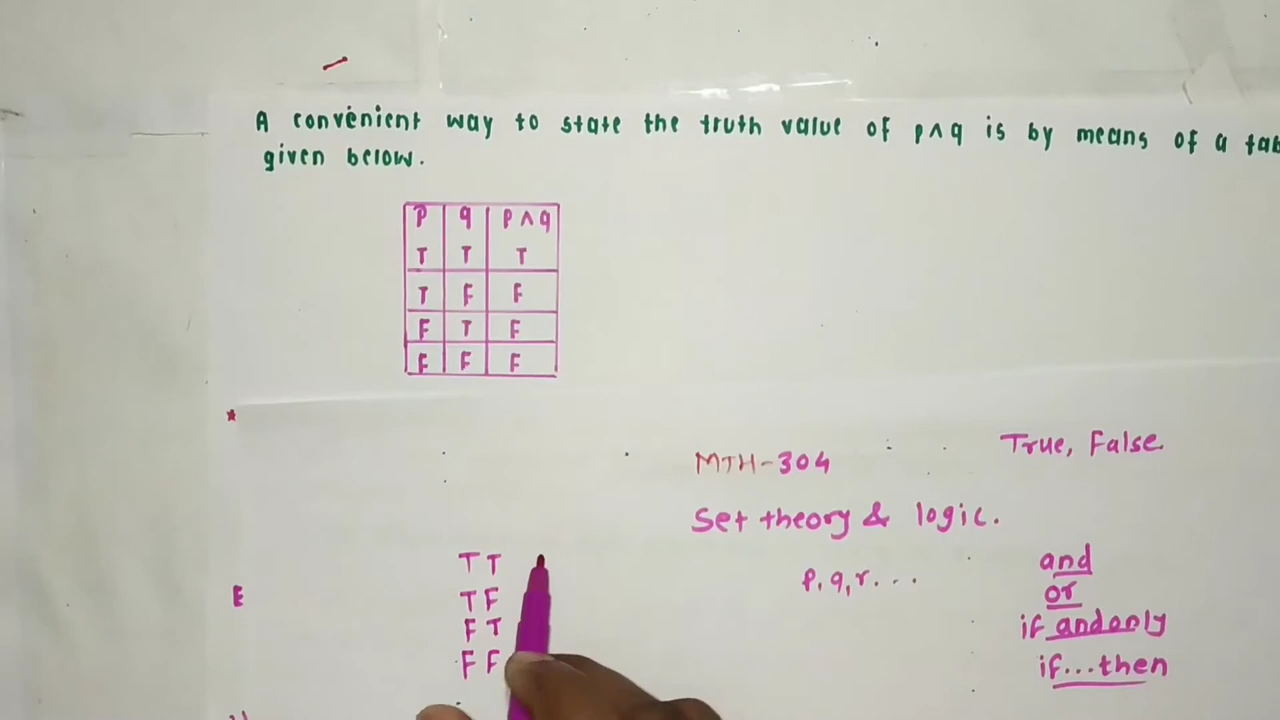 A convenient way to state the truth value of p∧q is by means of a tab
given below.
p q p∧q
T T T
T F F
F T F
F F F
*
MTH-304
True, False
Set theory & logic.
T T
p, q, r...
and
E
T F
or
F T
if and only
F F
if...then